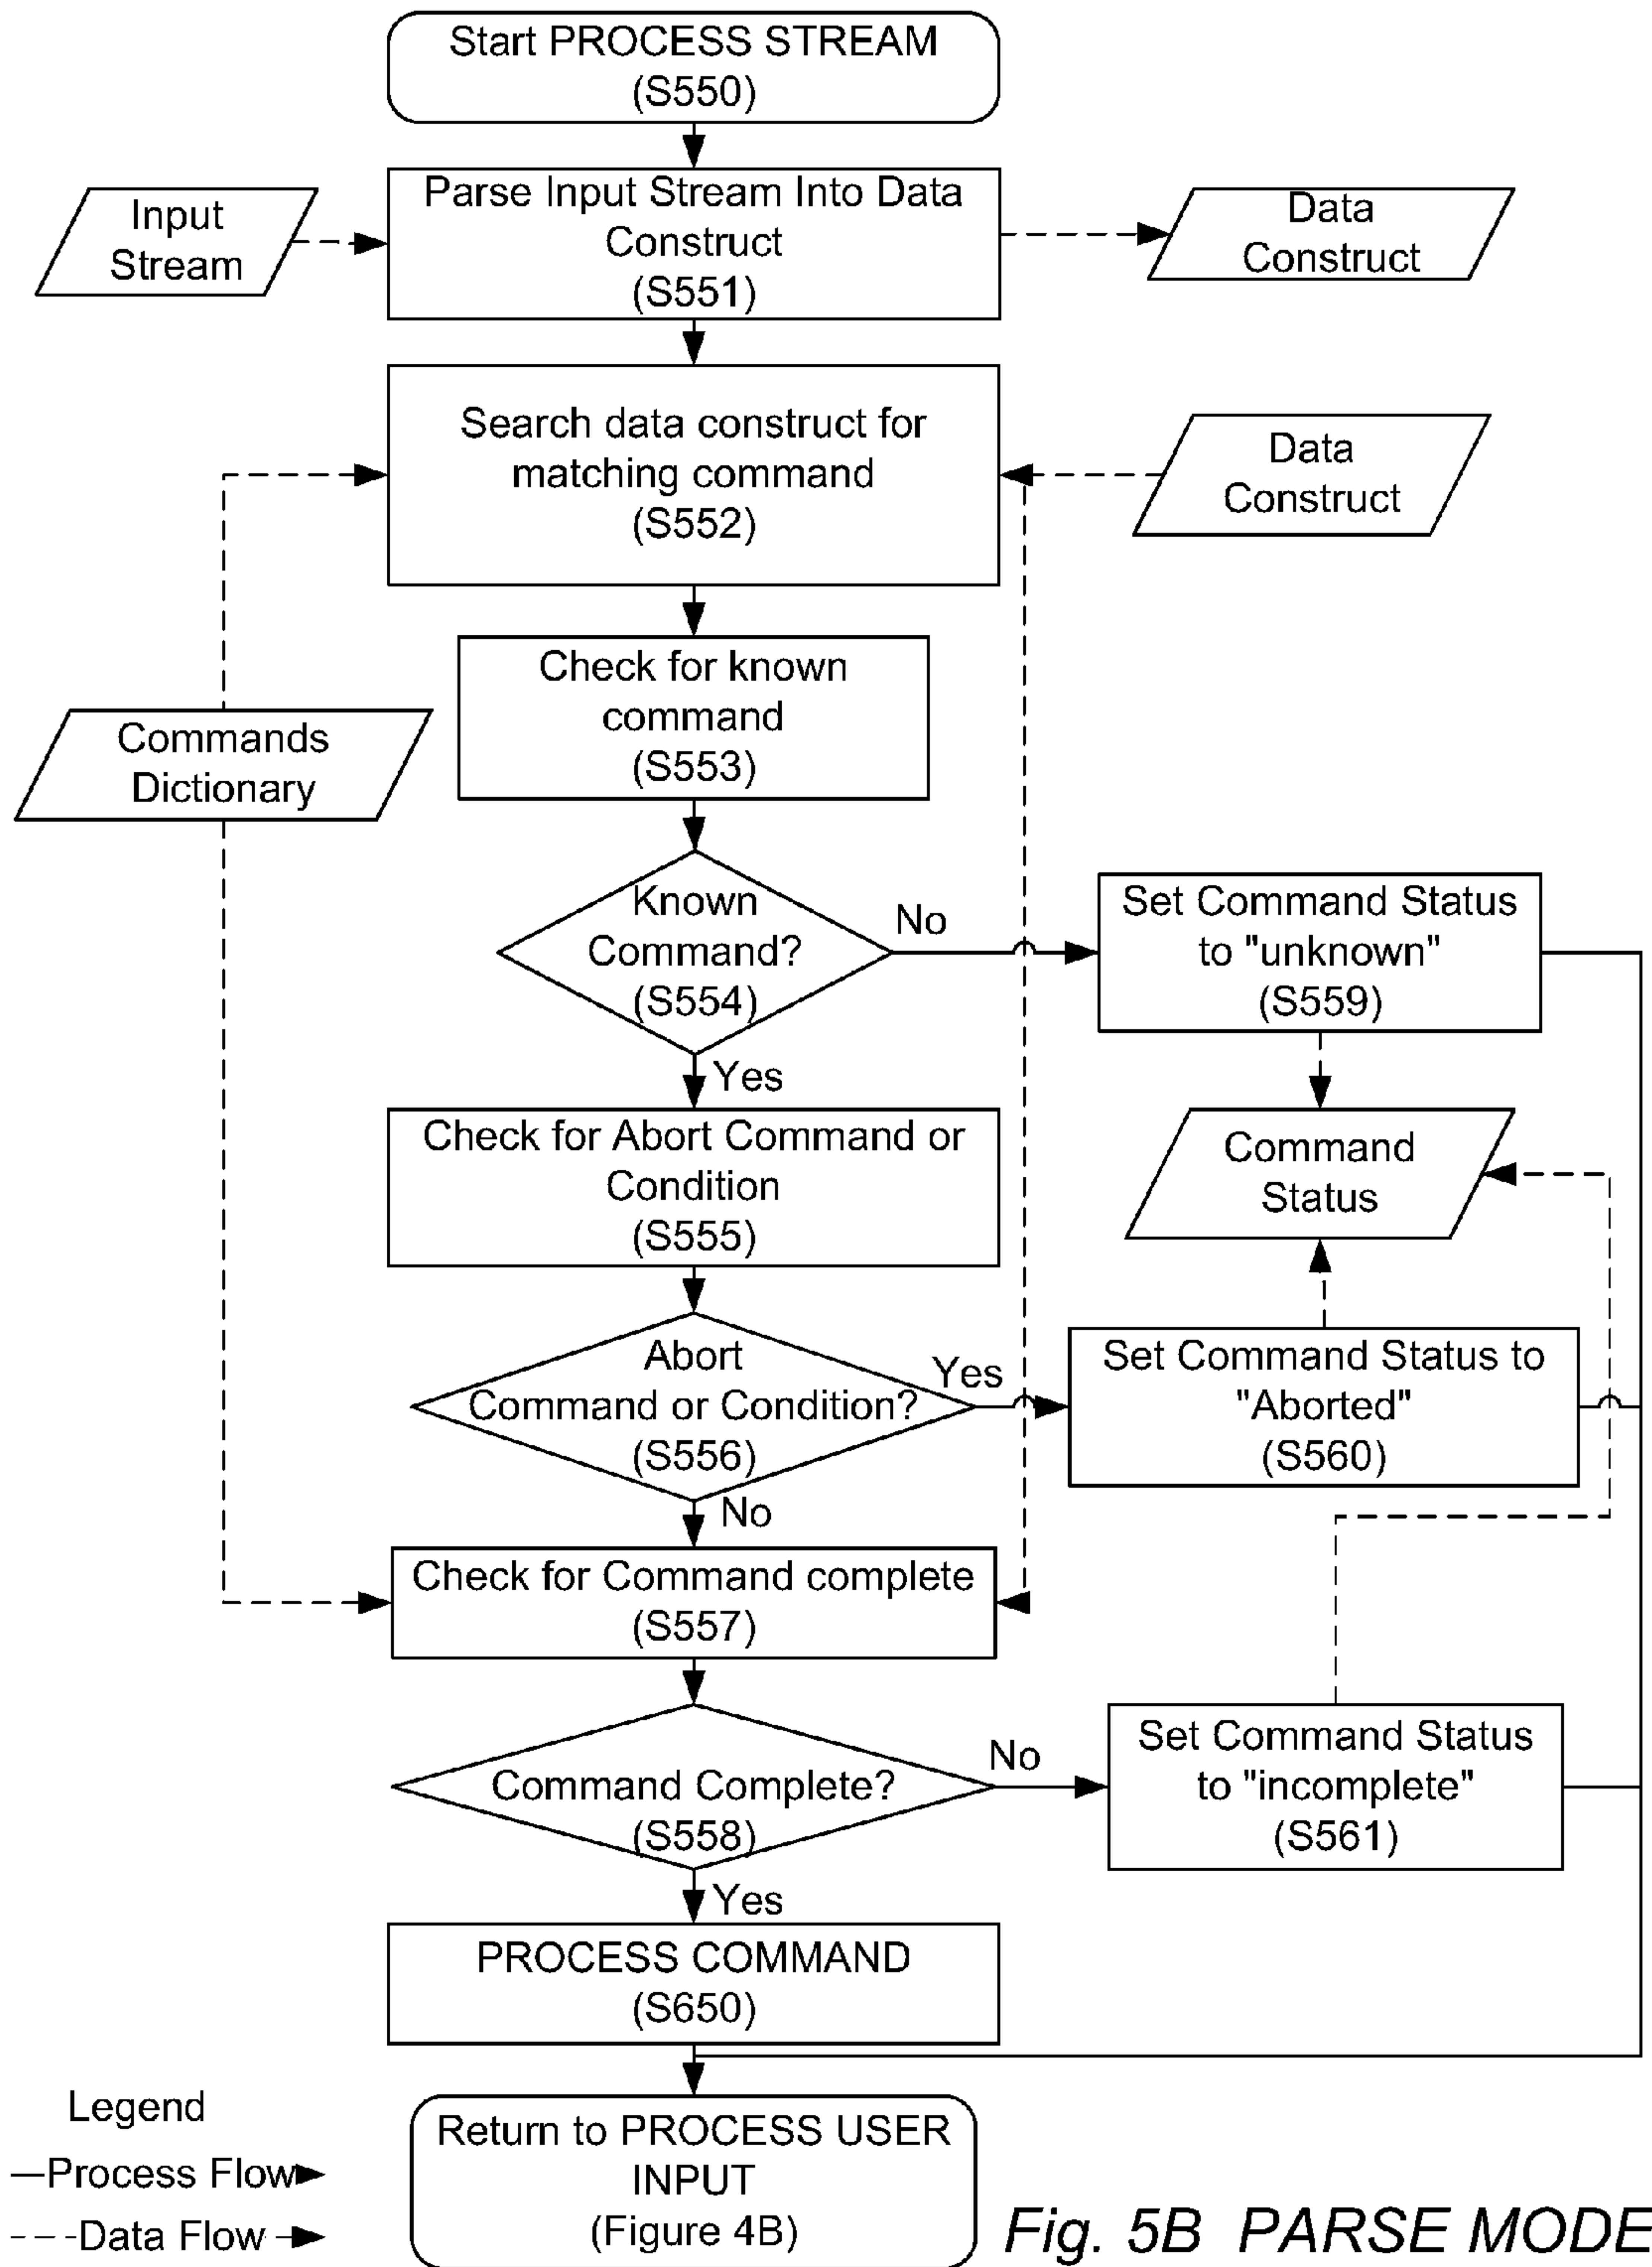 Start PROCESS STREAM
(S550)
Input
Stream
Parse Input Stream Into Data
Construct
(S551)
Data
Construct
Search data construct for
matching command
(S552)
Data
Construct
Check for known
command
(S553)
Commands
Dictionary
Known
Command?
(S554)
No
Set Command Status
to "unknown"
(S559)
Yes
Check for Abort Command or
Condition
(S555)
Command
Status
Abort
Command or Condition?
(S556)
Yes
Set Command Status to
"Aborted"
(S560)
No
Check for Command complete
(S557)
Command Complete?
(S558)
No
Set Command Status
to "incomplete"
(S561)
Yes
PROCESS COMMAND
(S650)
Return to PROCESS USER
INPUT
(Figure 4B)
Legend
Process Flow
Data Flow
Fig. 5B PARSE MODE